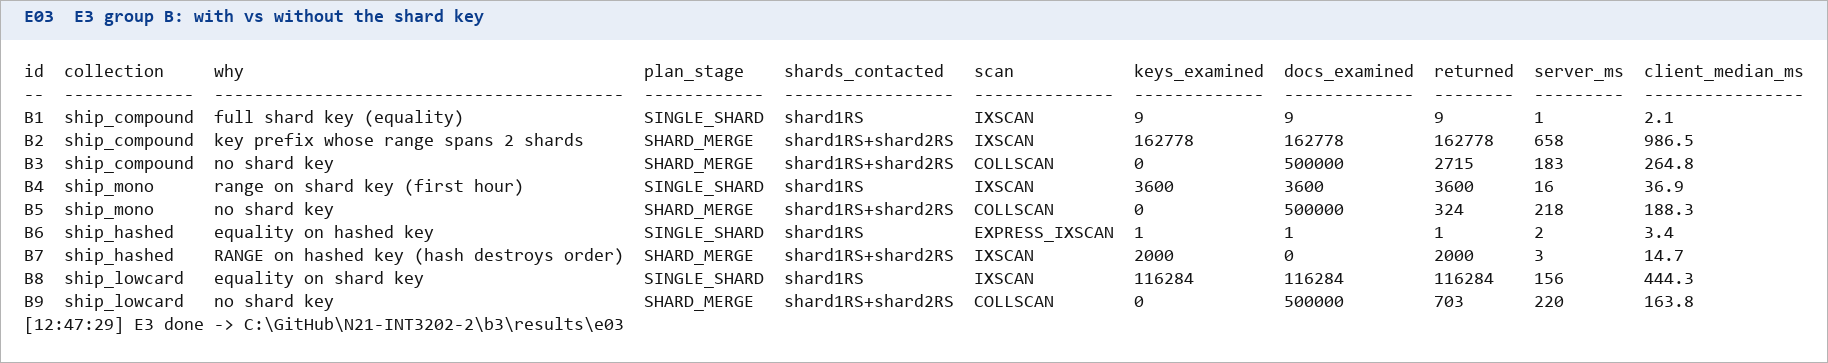 E03  E3 group B: with vs without the shard key
id  collection     why                                        plan_stage    shards_contacted   scan            keys_examined  docs_examined  returned  server_ms  client_median_ms
--  -------------  -----------------------------------------  ------------  -----------------  --------------  -------------  -------------  --------  ---------  ----------------
B1  ship_compound  full shard key (equality)                  SINGLE_SHARD  shard1RS           IXSCAN          9              9              9         1          2.1
B2  ship_compound  key prefix whose range spans 2 shards      SHARD_MERGE   shard1RS+shard2RS  IXSCAN          162778         162778         162778    658        986.5
B3  ship_compound  no shard key                               SHARD_MERGE   shard1RS+shard2RS  COLLSCAN        0              500000         2715      183        264.8
B4  ship_mono      range on shard key (first hour)            SINGLE_SHARD  shard1RS           IXSCAN          3600           3600           3600      16         36.9
B5  ship_mono      no shard key                               SHARD_MERGE   shard1RS+shard2RS  COLLSCAN        0              500000         324       218        188.3
B6  ship_hashed    equality on hashed key                     SINGLE_SHARD  shard1RS           EXPRESS_IXSCAN  1              1              1         2          3.4
B7  ship_hashed    RANGE on hashed key (hash destroys order)  SHARD_MERGE   shard1RS+shard2RS  IXSCAN          2000           0              2000      3          14.7
B8  ship_lowcard   equality on shard key                      SINGLE_SHARD  shard1RS           IXSCAN          116284         116284         116284    156        444.3
B9  ship_lowcard   no shard key                               SHARD_MERGE   shard1RS+shard2RS  COLLSCAN        0              500000         703       220        163.8
[12:47:29] E3 done -> C:\GitHub\N21-INT3202-2\b3\results\e03